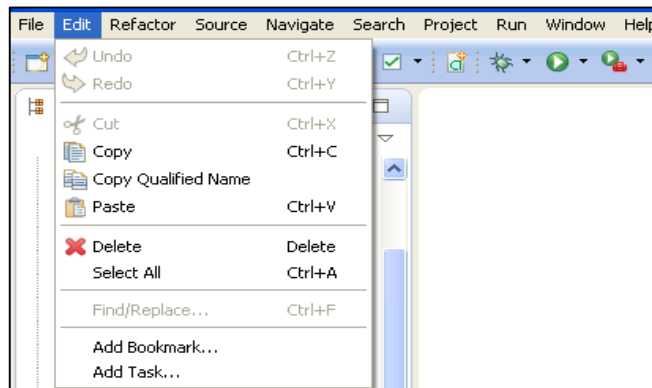 File Edit Refactor Source Navigate Search Project Run Window Help
Undo Ctrl+Z
Redo Ctrl+Y
Cut Ctrl+X
Copy Ctrl+C
Copy Qualified Name
Paste Ctrl+V
Delete Delete
Select All Ctrl+A
Find/Replace... Ctrl+F
Add Bookmark...
Add Task...